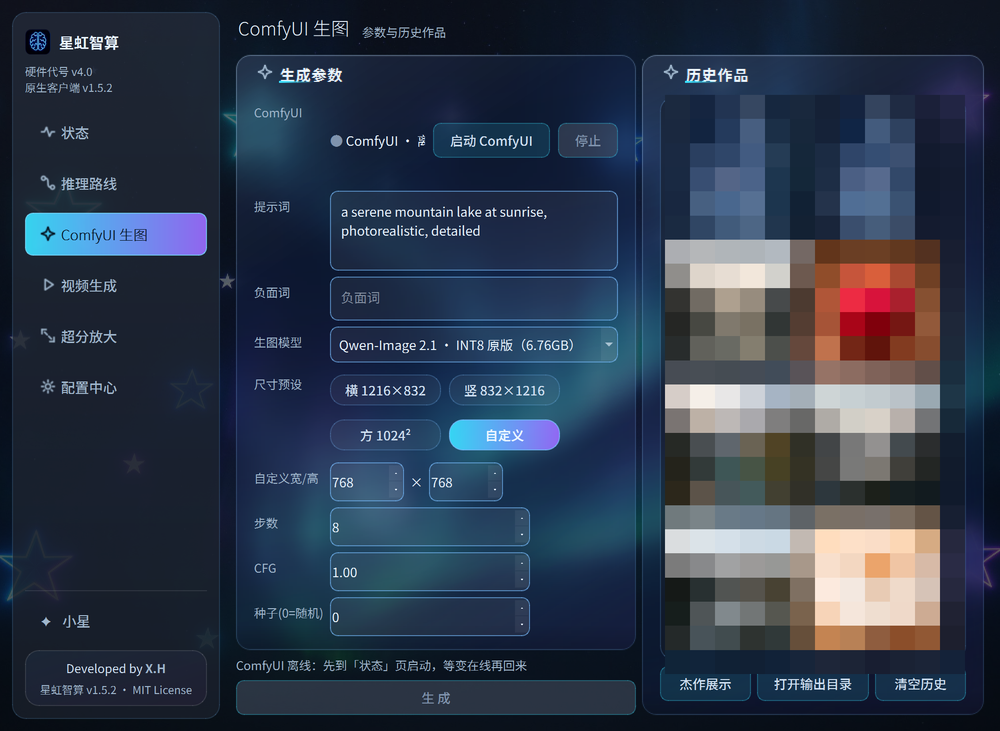 星虹智算
硬件代号 v4.0
原生客户端 v1.5.2
状态
推理路线
ComfyUI 生图
视频生成
超分放大
配置中心
小星
Developed by X.H
星虹智算 v1.5.2 · MIT License
ComfyUI 生图 参数与历史作品
生成参数
ComfyUI
ComfyUI · 启动 ComfyUI 停止
提示词
a serene mountain lake at sunrise,
photorealistic, detailed
负面词 负面词
生图模型 Qwen-Image 2.1 · INT8 原版（6.76GB）
尺寸预设 横 1216×832 竖 832×1216
方 1024² 自定义
自定义宽/高 768 × 768
步数 8
CFG 1.00
种子(0=随机) 0
ComfyUI 离线：先到「状态」页启动，等变在线再回来
生成
历史作品
杰作展示 打开输出目录 清空历史